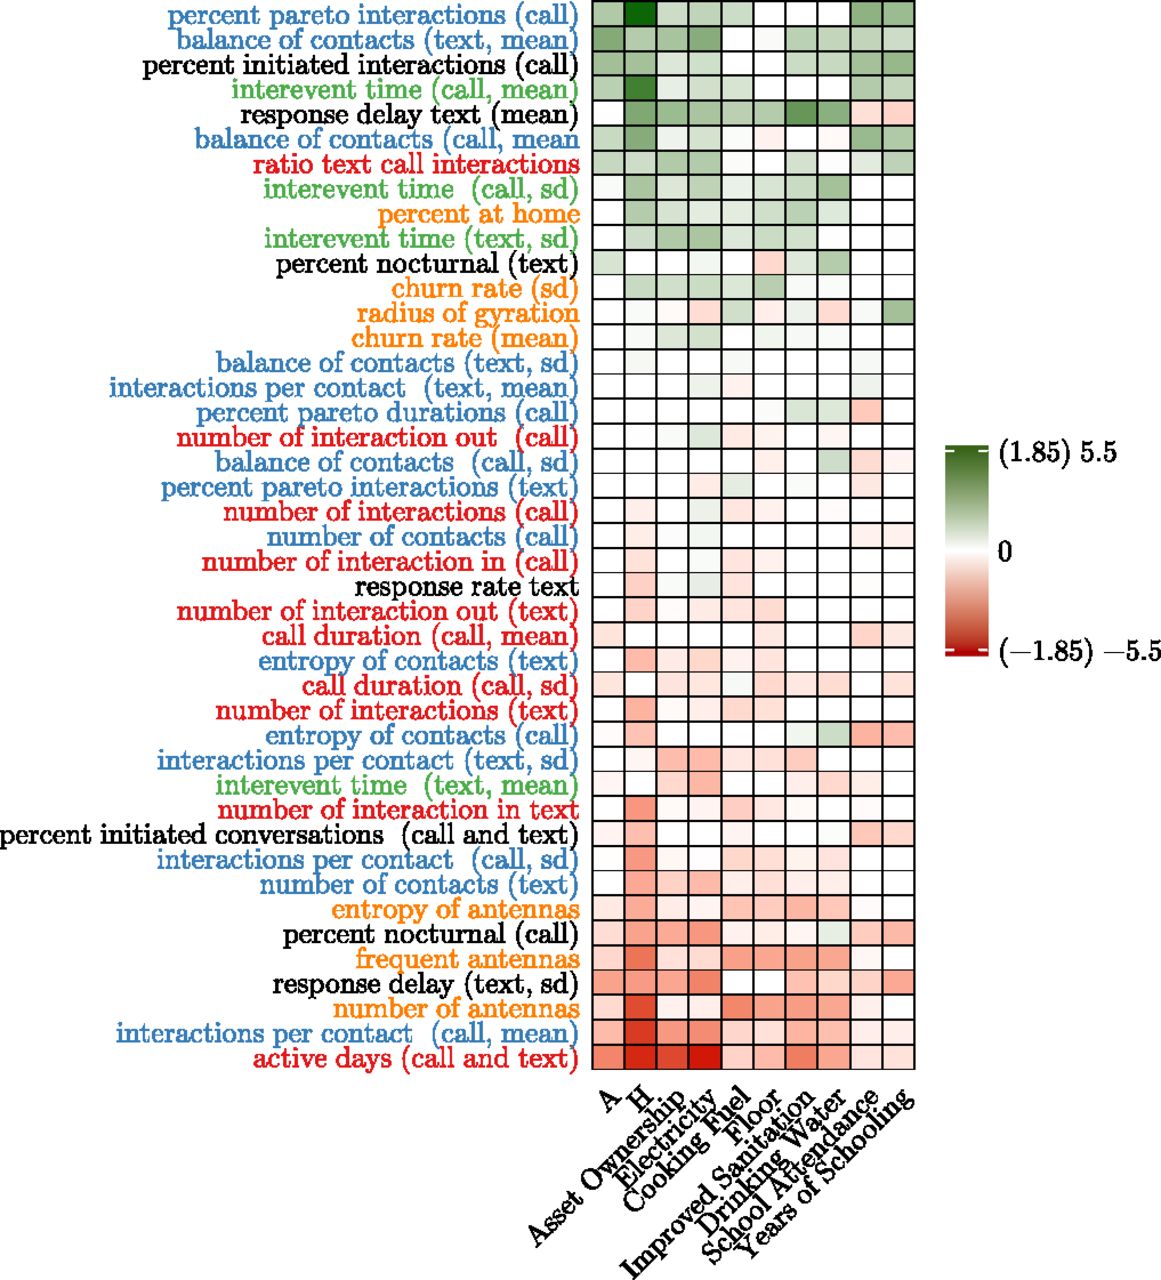 percent pareto interactions (call)
balance of contacts (text, mean)
percent initiated interactions (call)
interevent time (call, mean)
response delay text (mean)
balance of contacts (call, mean
ratio text call interactions
interevent time (call, sd)
percent at home
interevent time (text, sd)
percent nocturnal (text)
churn rate (sd)
radius of gyration
churn rate (mean)
balance of contacts (text, sd)
interactions per contact (text, mean)
percent pareto durations (call)
number of interaction out (call)
balance of contacts (call, sd)
percent pareto interactions (text)
number of interactions (call)
number of contacts (call)
number of interaction in (call)
response rate text
number of interaction out (text)
call duration (call, mean)
entropy of contacts (text)
call duration (call, sd)
number of interactions (text)
entropy of contacts (call)
interactions per contact (text, sd)
interevent time (text, mean)
number of interaction in text
percent initiated conversations (call and text)
interactions per contact (call, sd)
number of contacts (text)
entropy of antennas
percent nocturnal (call)
frequent antennas
response delay (text, sd)
number of antennas
interactions per contact (call, mean)
active days (call and text)
A
H
Asset Ownership
Electricity
Cooking Fuel
Floor
Improved Sanitation
Drinking Water
School Attendance
Years of Schooling
(1.85) 5.5
0
(−1.85) −5.5